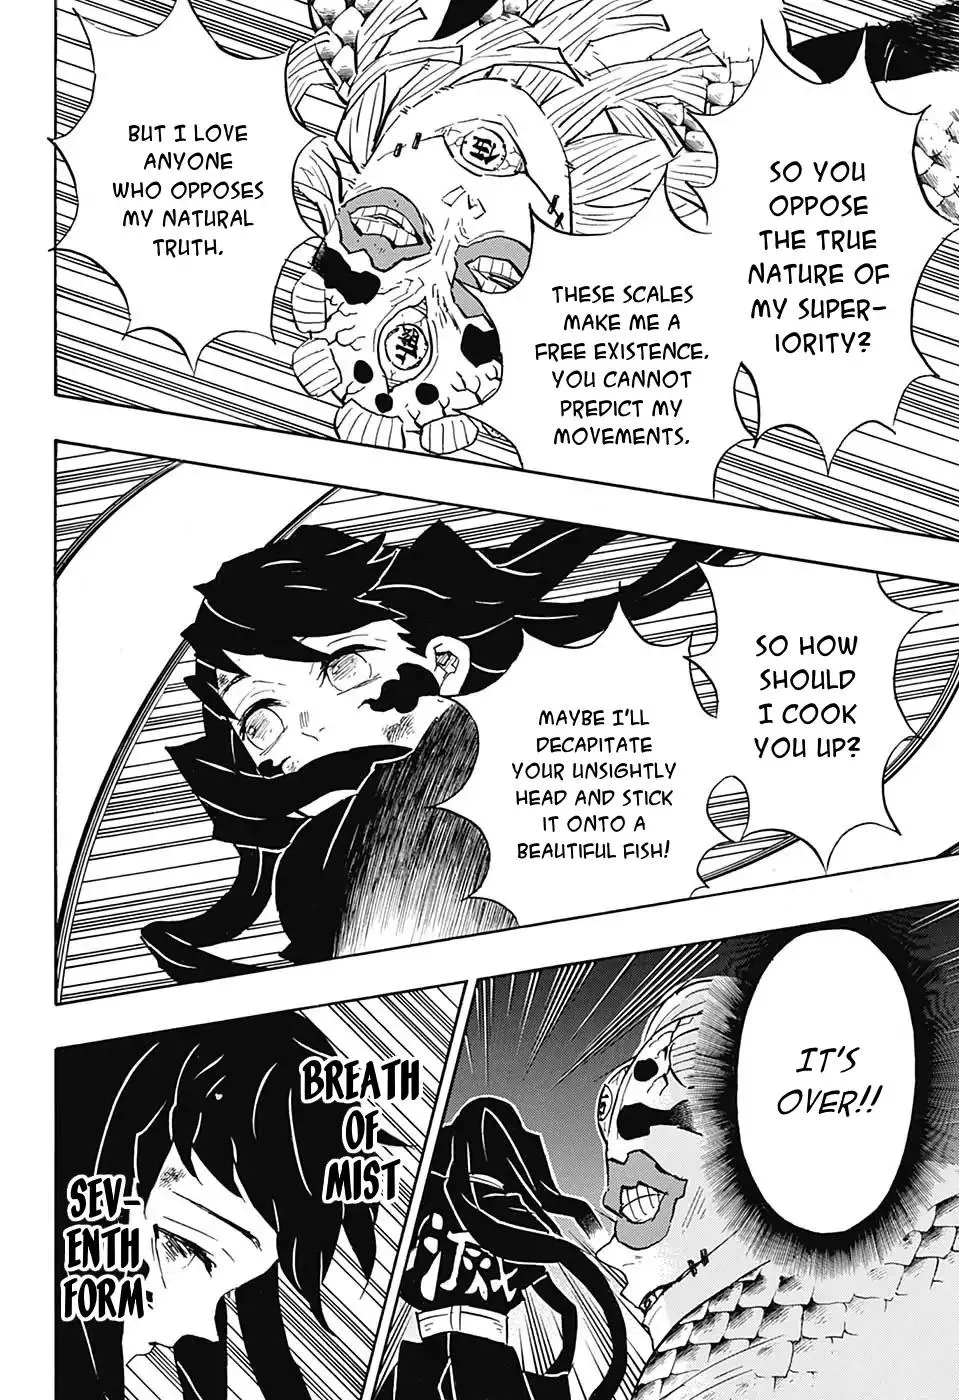 SO YOU
OPPOSE
THE TRUE
NATURE OF
MY SUPER-
IORITY?
THESE SCALES
MAKE ME A
FREE EXISTENCE.
YOU CANNOT
PREDICT MY
MOVEMENTS.
BUT I LOVE
ANYONE
WHO OPPOSES
MY NATURAL
TRUTH.
SO HOW
SHOULD
I COOK
YOU UP?
MAYBE I'LL
DECAPITATE
YOUR UNSIGHTLY
HEAD AND STICK
IT ONTO A
BEAUTIFUL FISH!
IT'S
OVER!!
滅
BREATH
OF
MIST
SEV-
ENTH
FORM: